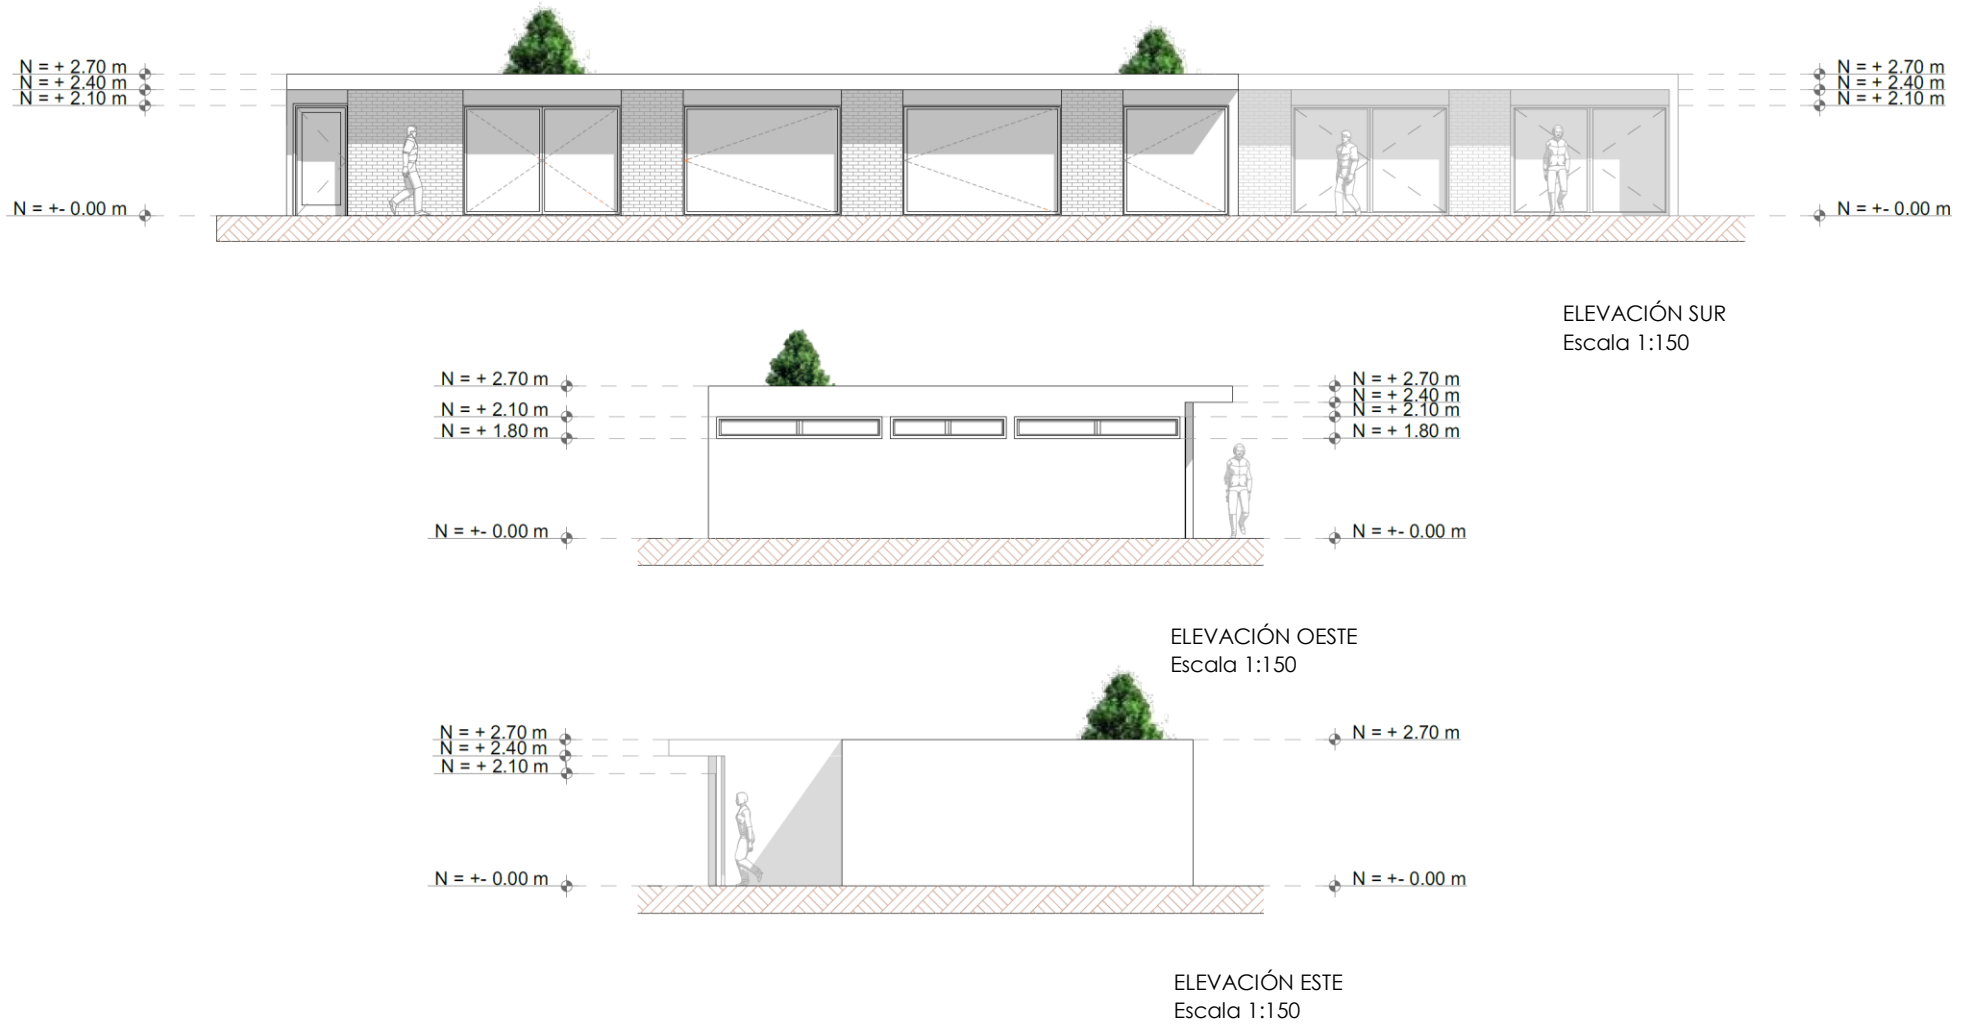 N = + 2.70 m
N = + 2.40 m
N = + 2.10 m
N = +- 0.00 m
N = + 2.70 m
N = + 2.40 m
N = + 2.10 m
N = +- 0.00 m
ELEVACIÓN SUR
Escala 1:150
N = + 2.70 m
N = + 2.10 m
N = + 1.80 m
N = +- 0.00 m
N = + 2.70 m
N = + 2.40 m
N = + 2.10 m
N = + 1.80 m
N = +- 0.00 m
ELEVACIÓN OESTE
Escala 1:150
N = + 2.70 m
N = + 2.40 m
N = + 2.10 m
N = +- 0.00 m
N = + 2.70 m
N = +- 0.00 m
ELEVACIÓN ESTE
Escala 1:150